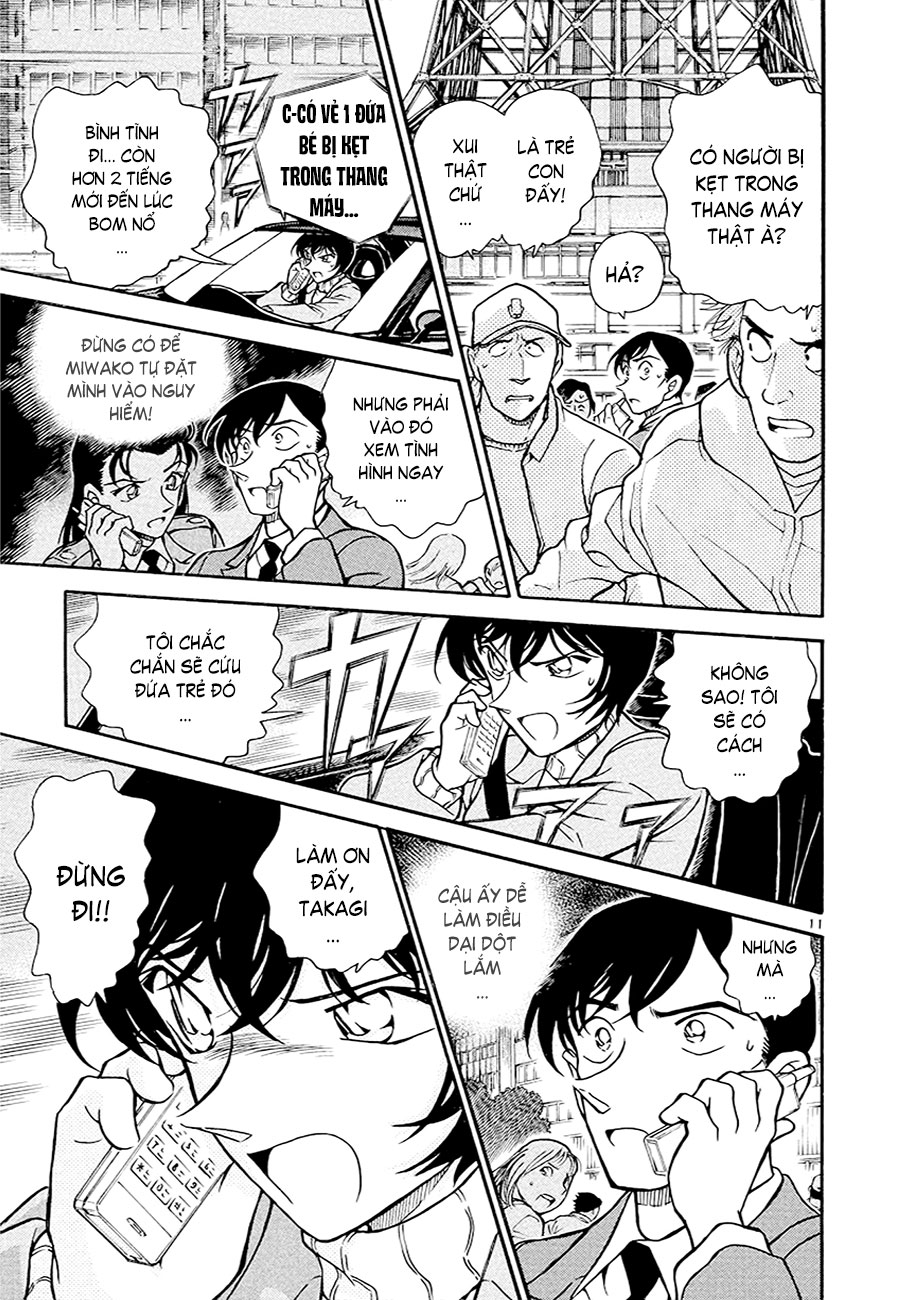 CÓ NGƯỜI BỊ
KẸT TRONG
THANG MÁY
THẬT À?
LÀ TRẺ
CON
ĐẤY!
XUI
THẬT CHỨ
...
HẢ?
C-CÓ VẺ 1 ĐỨA
BÉ BỊ KẸT
TRONG THANG
MÁY...
BÌNH TĨNH
ĐI... CÒN
HƠN 2 TIẾNG
MỚI ĐẾN LÚC
BOM NỔ
...
NHƯNG PHẢI
VÀO ĐÓ
XEM TÌNH
HÌNH NGAY
...
ĐỪNG CÓ ĐỂ
MIWAKO TỰ ĐẶT
MÌNH VÀO NGUY
HIỂM!
KHÔNG
SAO! TÔI
SẼ CÓ
CÁCH
...
TÔI CHẮC
CHẮN SẼ CỨU
ĐỨA TRẺ ĐÓ
...
11
NHƯNG
MÀ
...
CẬU ẤY DỄ
LÀM ĐIỀU
DẠI DỘT
LẮM
...
LÀM ƠN
ĐẤY,
TAKAGI
...
ĐỪNG
ĐI!!